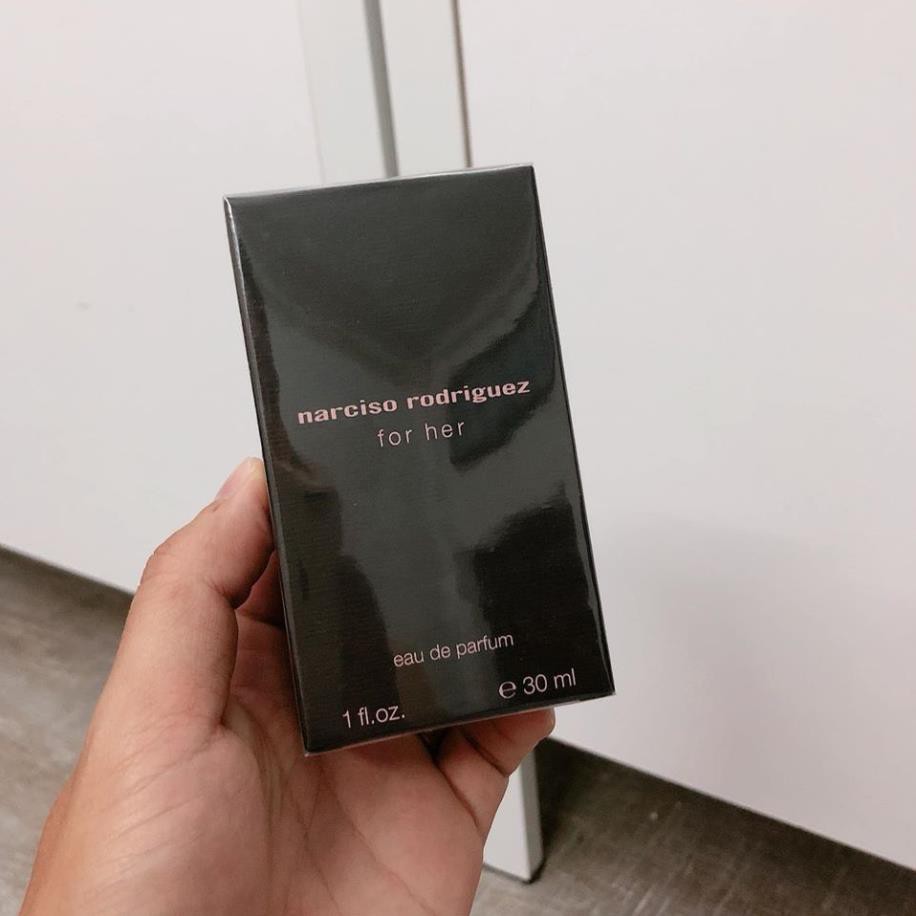 narciso rodriguez
for her
eau de parfum
1 fl.oz. ℮ 30 ml